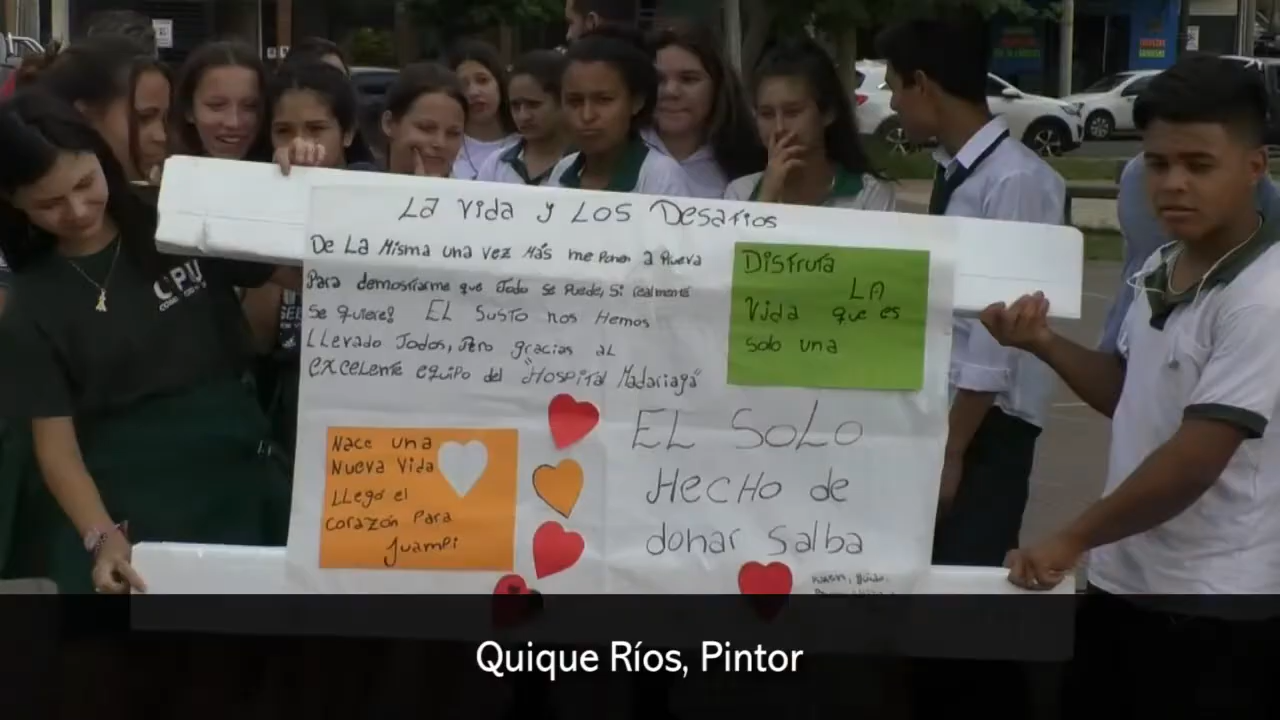 La Vida y Los Desafios
De La Misma una vez Más me Ponen a Prueva
Para demostrarme que Todo se Puede, Si realmente
se quiere! EL Susto nos Hemos
LLevado Todos, Pero gracias aL
excelente equipo del "Hospital Madariaga"
Disfruta
LA
Vida que es
solo una
Nace una
Nueva Vida
LLego el
corazón Para
Juampi
EL SoLo
Hecho de
donar Salba
CPU
Quique Ríos, Pintor